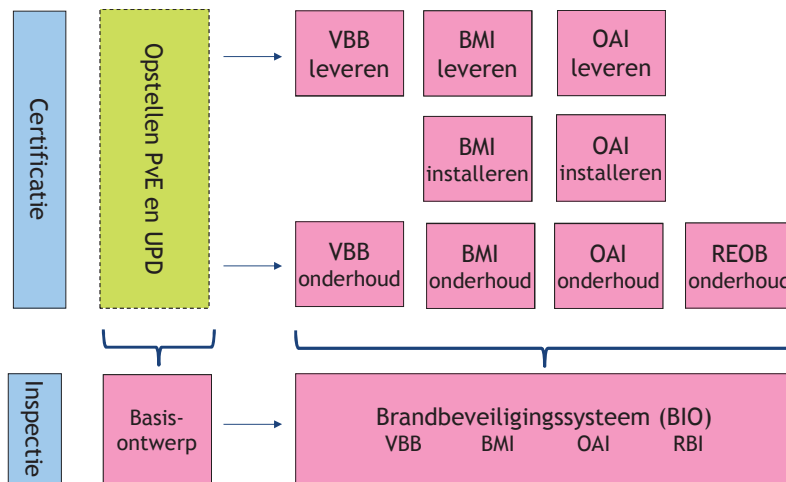 Certificatie
Opstellen PvE en UPD
VBB
leveren
BMI
leveren
OAI
leveren
BMI
installeren
OAI
installeren
VBB
onderhoud
BMI
onderhoud
OAI
onderhoud
REOB
onderhoud
Inspectie
Basis-
ontwerp
Brandbeveiligingssysteem (BIO)
VBB BMI OAI RBI